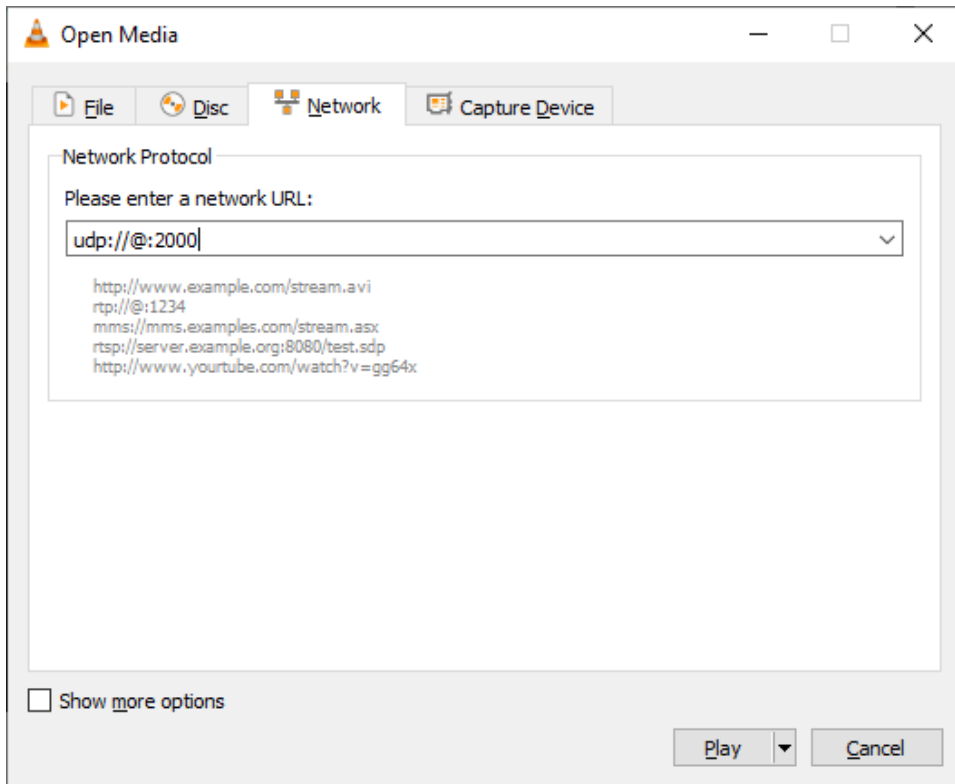 Open Media
File Disc Network Capture Device
Network Protocol
Please enter a network URL:
udp://@:2000
http://www.example.com/stream.avi
rtp://@:1234
mms://mms.examples.com/stream.asx
rtsp://server.example.org:8080/test.sdp
http://www.yourtube.com/watch?v=gg64x
Show more options
Play Cancel